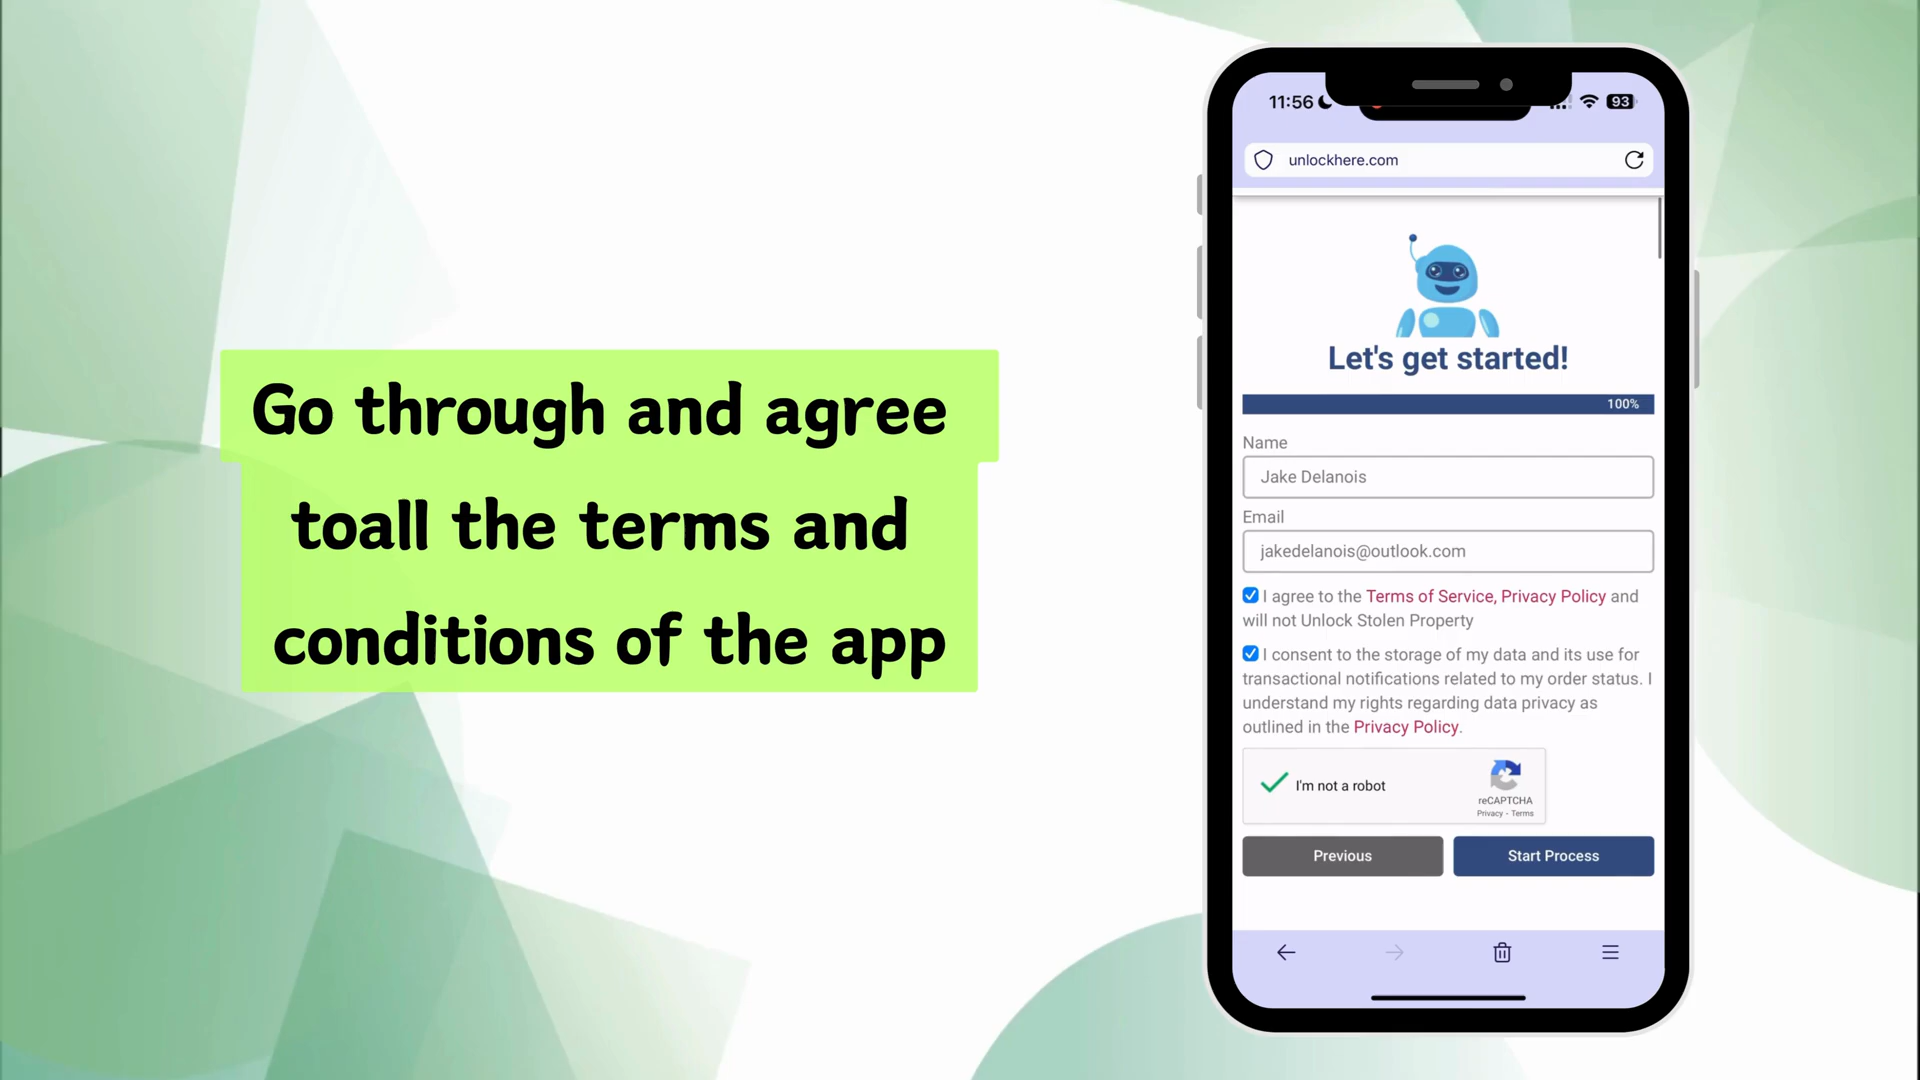 Go through and agree
toall the terms and
conditions of the app
11:56
93
unlockhere.com
Let's get started!
100%
Name
Jake Delanois
Email
jakedelanois@outlook.com
I agree to the Terms of Service, Privacy Policy and
will not Unlock Stolen Property
I consent to the storage of my data and its use for
transactional notifications related to my order status. I
understand my rights regarding data privacy as
outlined in the Privacy Policy.
I'm not a robot
reCAPTCHA
Privacy - Terms
Previous
Start Process